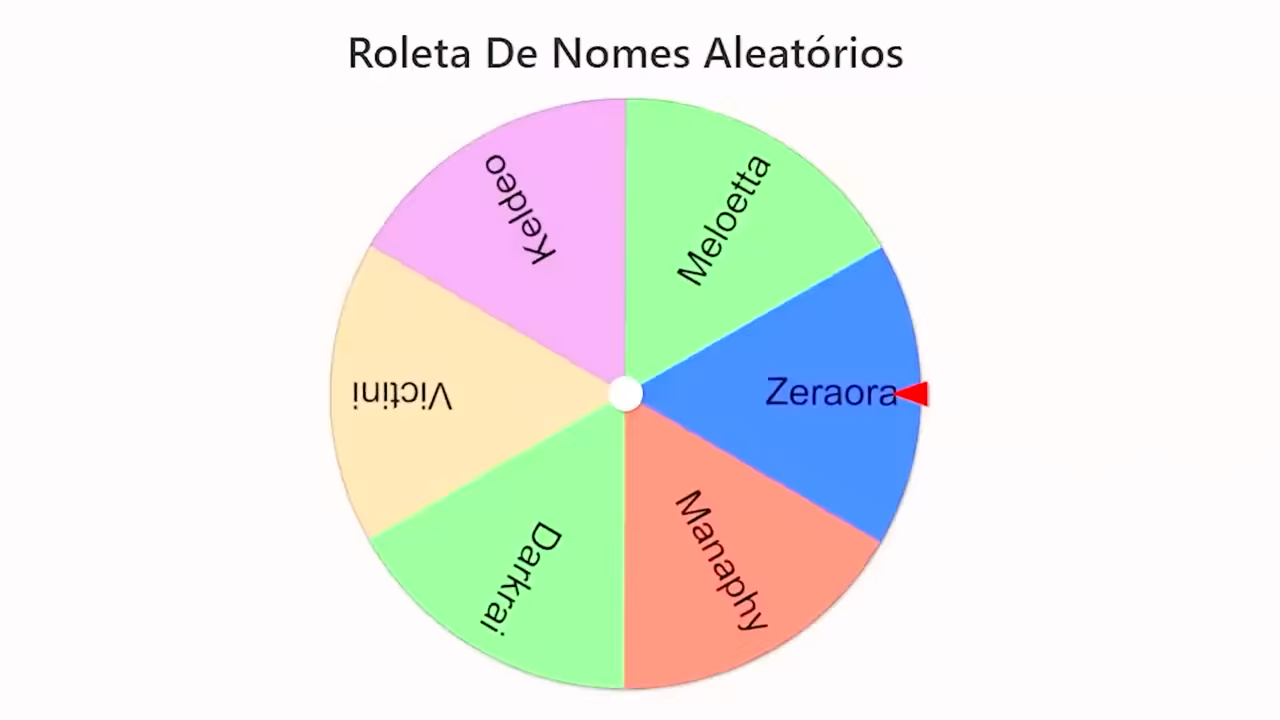 Roleta De Nomes Aleatórios
Keldeo
Meloetta
Victini
Zeraora
Darkrai
Manaphy